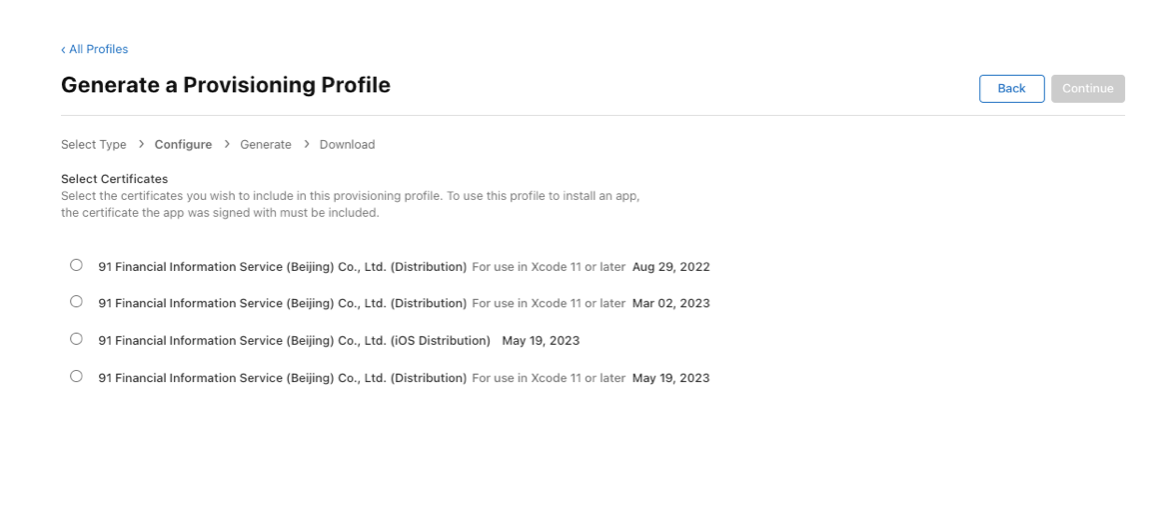 ‹ All Profiles
Generate a Provisioning Profile
Back
Continue
Select Type › Configure › Generate › Download
Select Certificates
Select the certificates you wish to include in this provisioning profile. To use this profile to install an app,
the certificate the app was signed with must be included.
91 Financial Information Service (Beijing) Co., Ltd. (Distribution) For use in Xcode 11 or later Aug 29, 2022
91 Financial Information Service (Beijing) Co., Ltd. (Distribution) For use in Xcode 11 or later Mar 02, 2023
91 Financial Information Service (Beijing) Co., Ltd. (iOS Distribution) May 19, 2023
91 Financial Information Service (Beijing) Co., Ltd. (Distribution) For use in Xcode 11 or later May 19, 2023